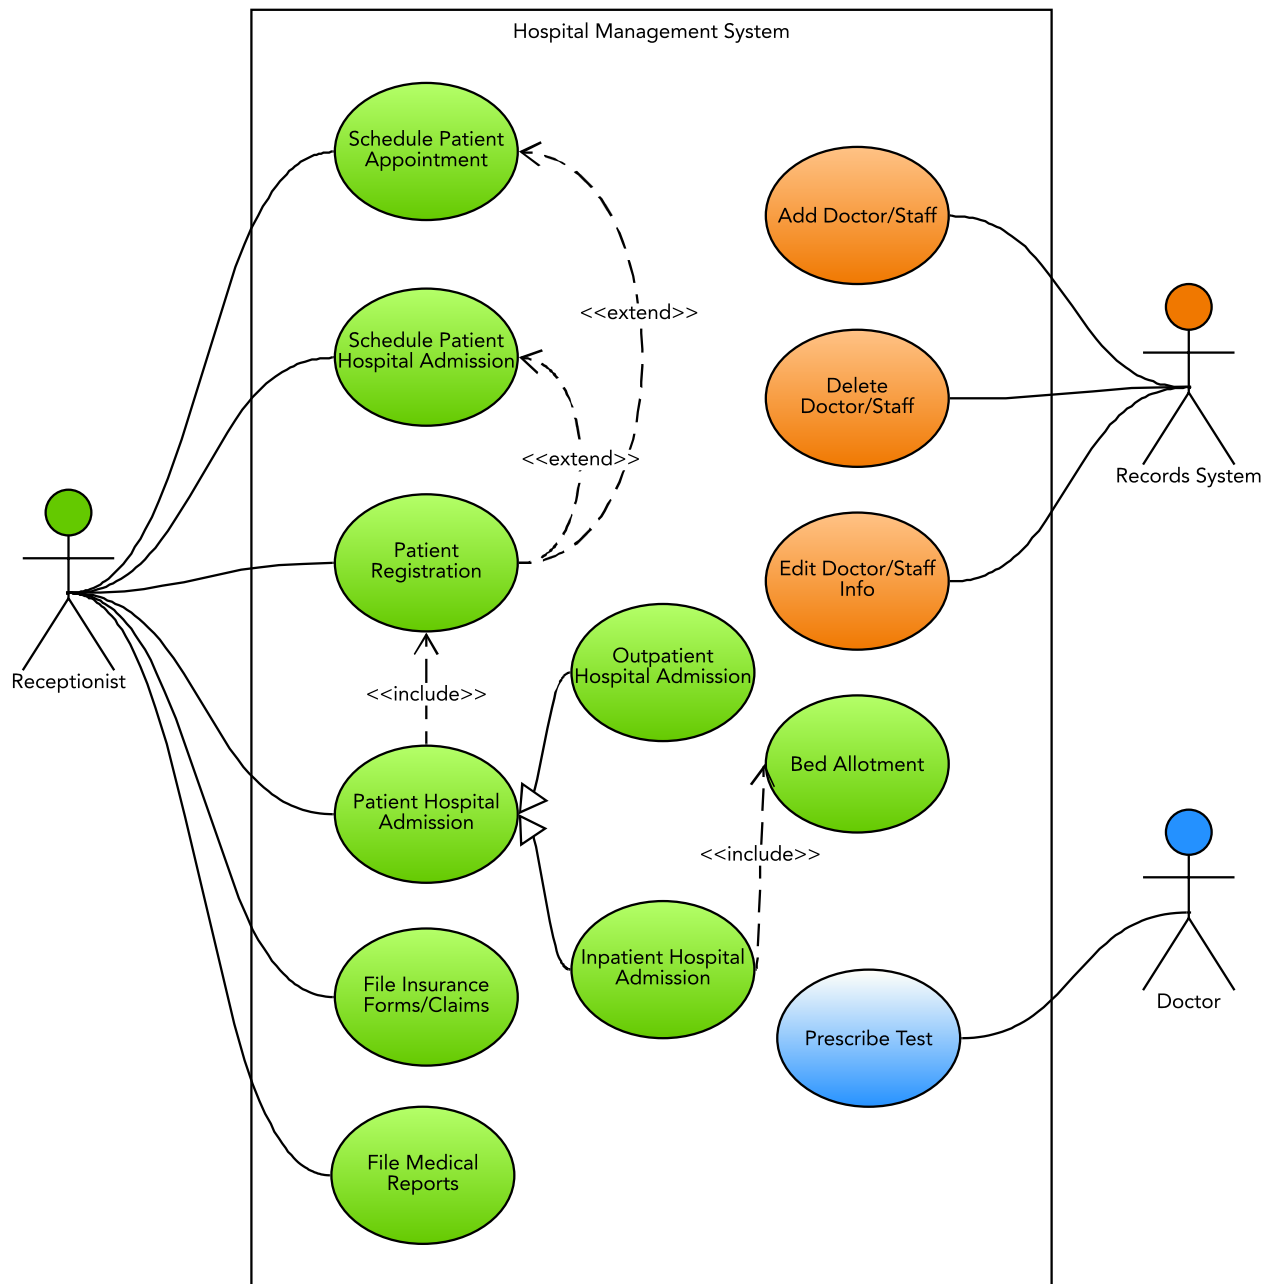 Hospital Management System
Schedule Patient
Appointment
Add Doctor/Staff
<<extend>>
Schedule Patient
Hospital Admission
Delete
Doctor/Staff
<<extend>>
Records System
Patient
Registration
Edit Doctor/Staff
Info
Receptionist
<<include>>
Outpatient
Hospital Admission
Bed Allotment
Patient Hospital
Admission
<<include>>
Inpatient Hospital
Admission
File Insurance
Forms/Claims
Doctor
Prescribe Test
File Medical
Reports